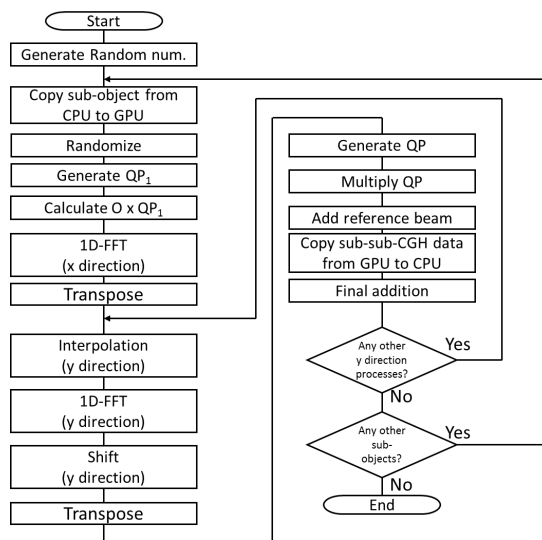 Start
Generate Random num.
Copy sub-object from
CPU to GPU
Randomize
Generate QP₁
Calculate O x QP₁
1D-FFT
(x direction)
Transpose
Interpolation
(y direction)
1D-FFT
(y direction)
Shift
(y direction)
Transpose
Generate QP
Multiply QP
Add reference beam
Copy sub-sub-CGH data
from GPU to CPU
Final addition
Any other
y direction
processes?
Yes
No
Any other
sub-
objects?
Yes
No
End